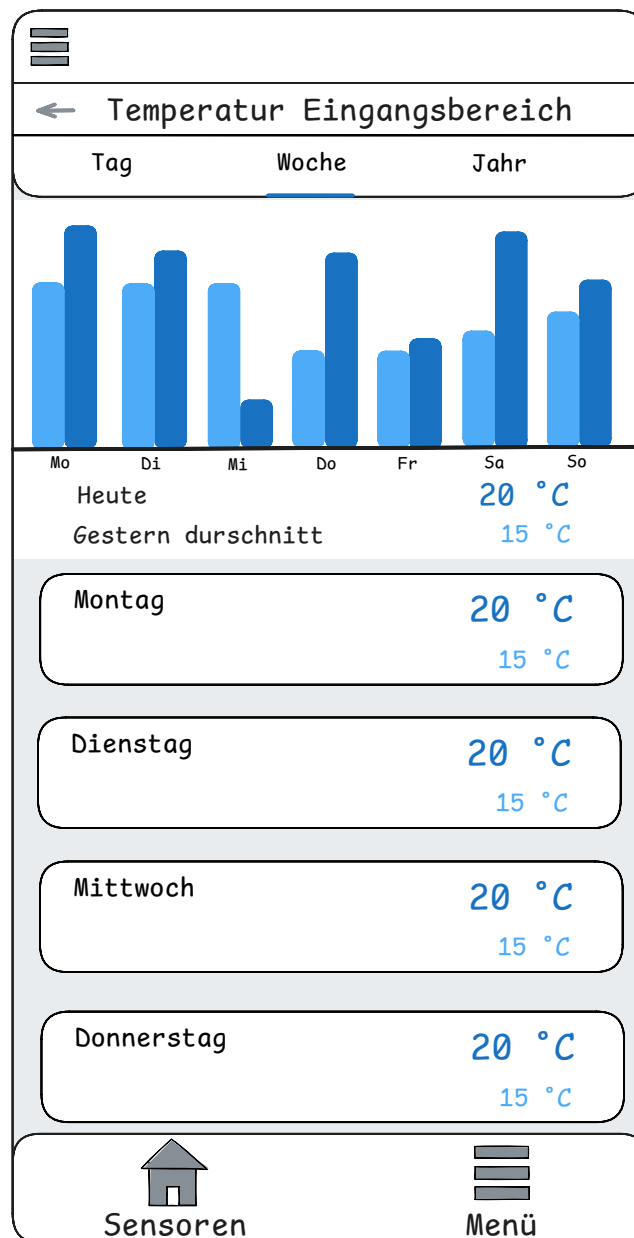 Temperatur Eingangsbereich
Tag Woche Jahr
Mo Di Mi Do Fr Sa So
Heute 20 °C
Gestern durschnitt 15 °C
Montag 20 °C
15 °C
Dienstag 20 °C
15 °C
Mittwoch 20 °C
15 °C
Donnerstag 20 °C
15 °C
Sensoren Menü